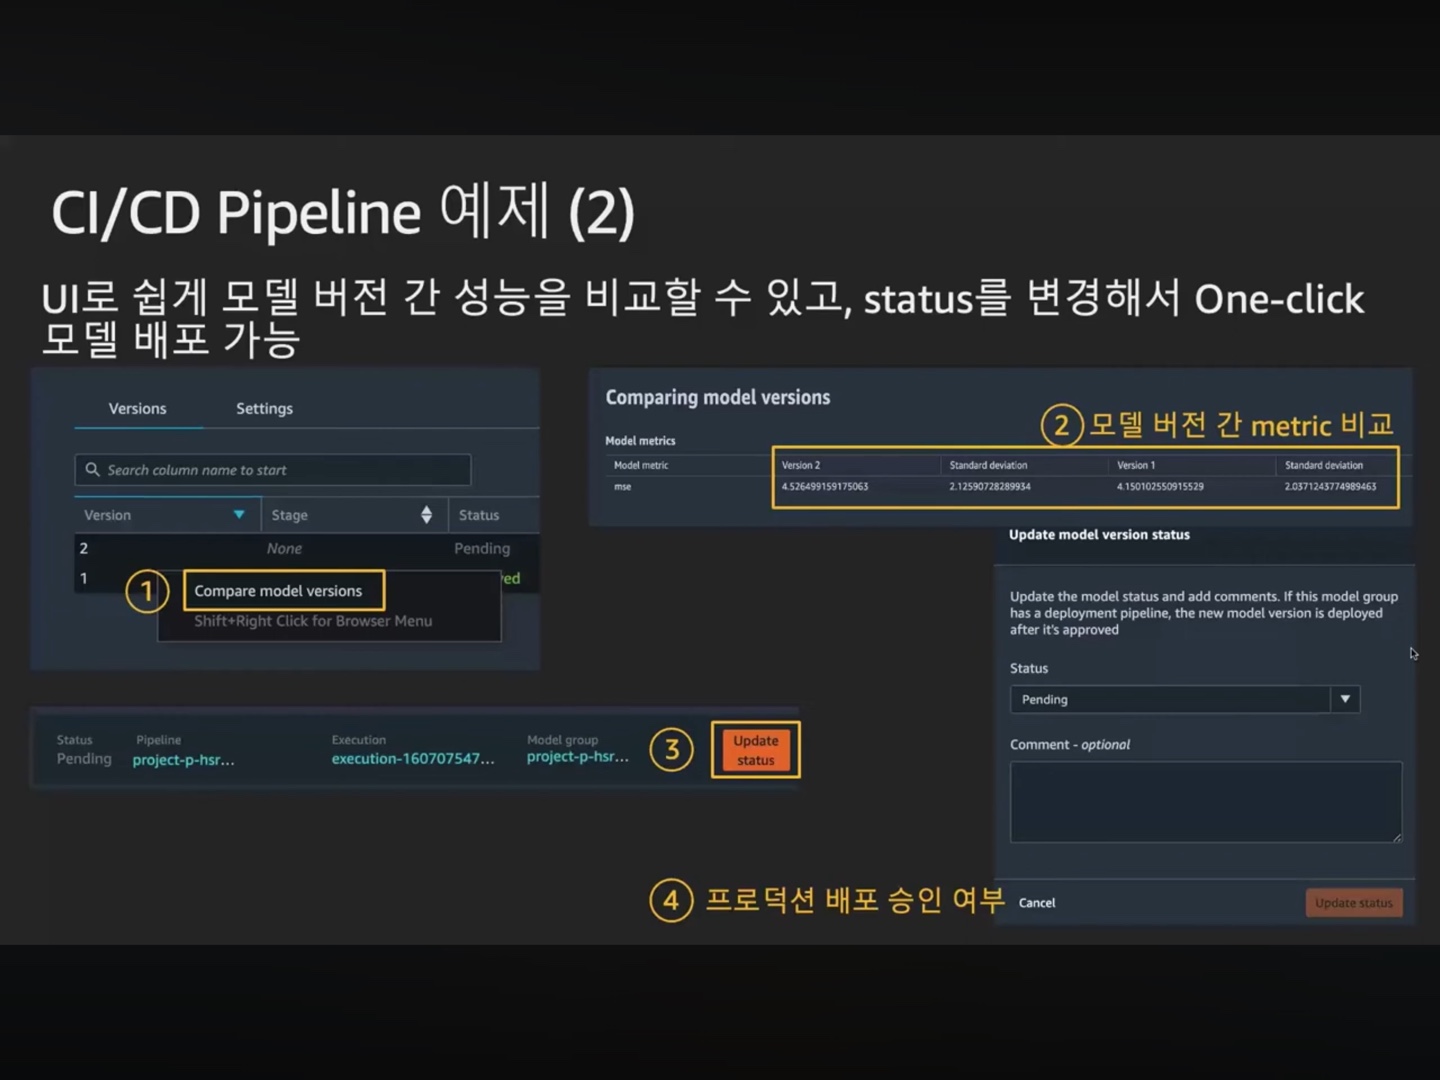 CI/CD Pipeline 예제 (2)
UI로 쉽게 모델 버전 간 성능을 비교할 수 있고, status를 변경해서 One-click
모델 배포 가능
Versions Settings
Search column name to start
Version Stage Status
2 None Pending
1 ved
1 Compare model versions
Shift+Right Click for Browser Menu
Comparing model versions
2 모델 버전 간 metric 비교
Model metrics
Model metric Version 2 Standard deviation Version 1 Standard deviation
mse 4.526499159175063 2.12590728289934 4.150102550915529 2.0371243774989463
Status Pipeline Execution Model group
Pending project-p-hsr... execution-160707547... project-p-hsr...
3 Update
status
Update model version status
Update the model status and add comments. If this model group
has a deployment pipeline, the new model version is deployed
after it's approved
Status
Pending
Comment - optional
4 프로덕션 배포 승인 여부
Cancel Update status